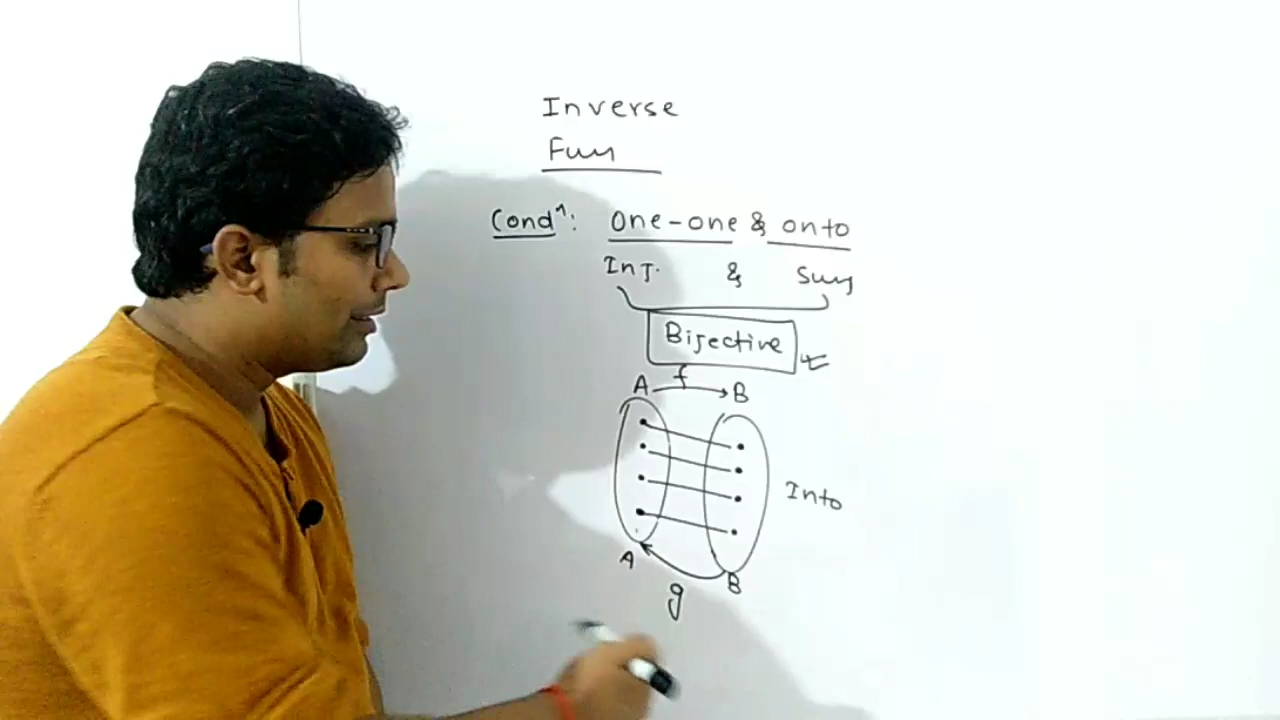 Inverse
Fun
Condⁿ: one-one & onto
Inj. & Surj
Bijective
f
A B
Into
A B
g